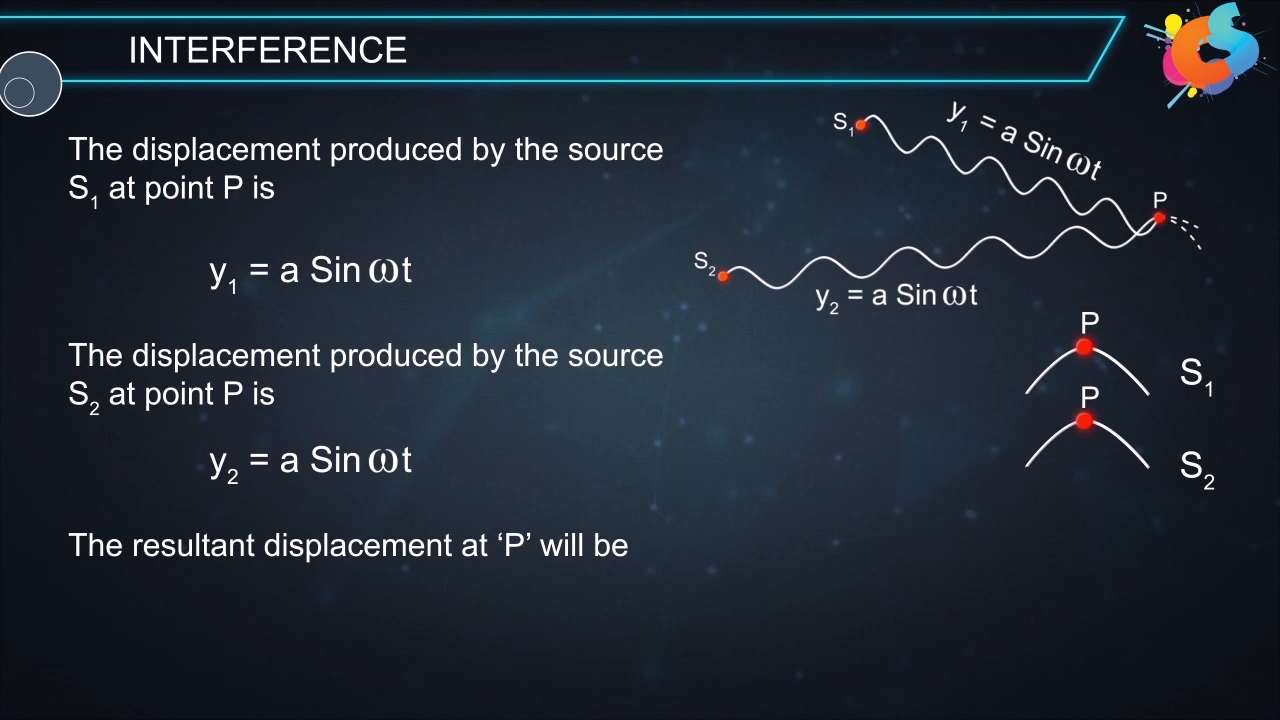 INTERFERENCE
The displacement produced by the source
S₁ at point P is
y₁ = a Sin ωt
The displacement produced by the source
S₂ at point P is
y₂ = a Sin ωt
The resultant displacement at ‘P’ will be
S₁
y₁ = a Sin ωt
P
S₂
y₂ = a Sin ωt
P
S₁
P
S₂
CS